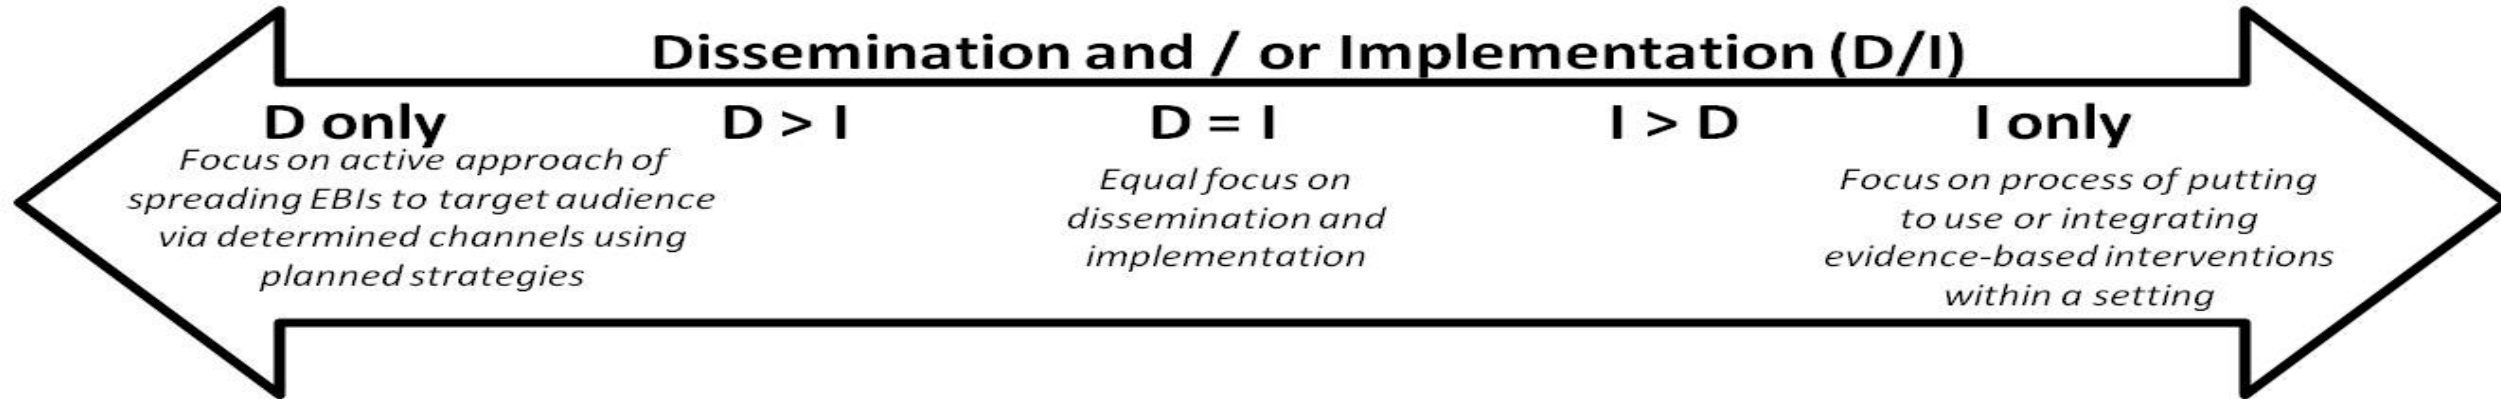 Dissemination and / or Implementation (D/I)
D only
Focus on active approach of
spreading EBIs to target audience
via determined channels using
planned strategies
D > I
D = I
Equal focus on
dissemination and
implementation
I > D
I only
Focus on process of putting
to use or integrating
evidence-based interventions
within a setting